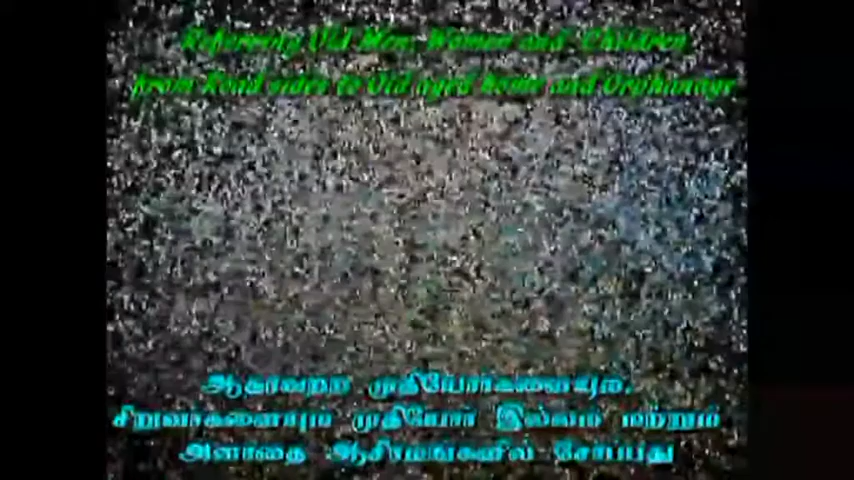 Referring Old Men, Women and Children
from Road sides to Old aged home and Orphanage
ஆதரவற்ற முதியோர்களையும்,
சிறுவர்களையும் முதியோர் இல்லம் மற்றும்
அனாதை ஆசிரமங்களில் சேர்ப்பது